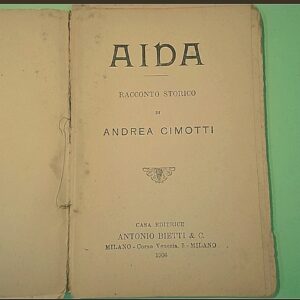 AIDA
RACCONTO STORICO
DI
ANDREA CIMOTTI
CASA EDITRICE
ANTONIO BIETTI & C.
MILANO - Corso Venezia, 5 - MILANO
1906